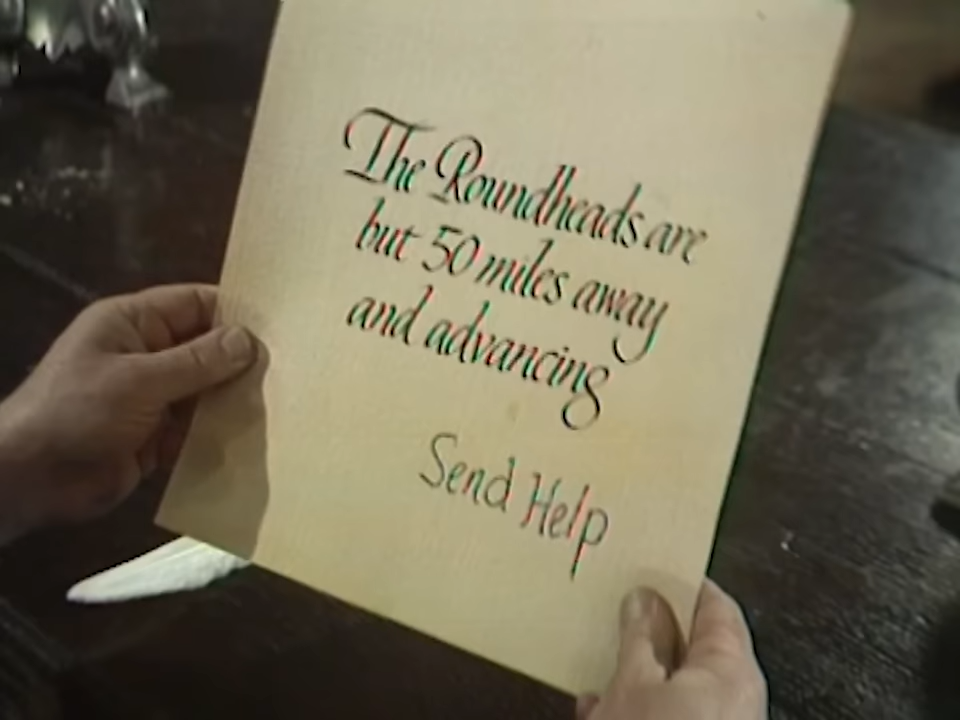 The Roundheads are
but 50 miles away
and advancing
Send Help